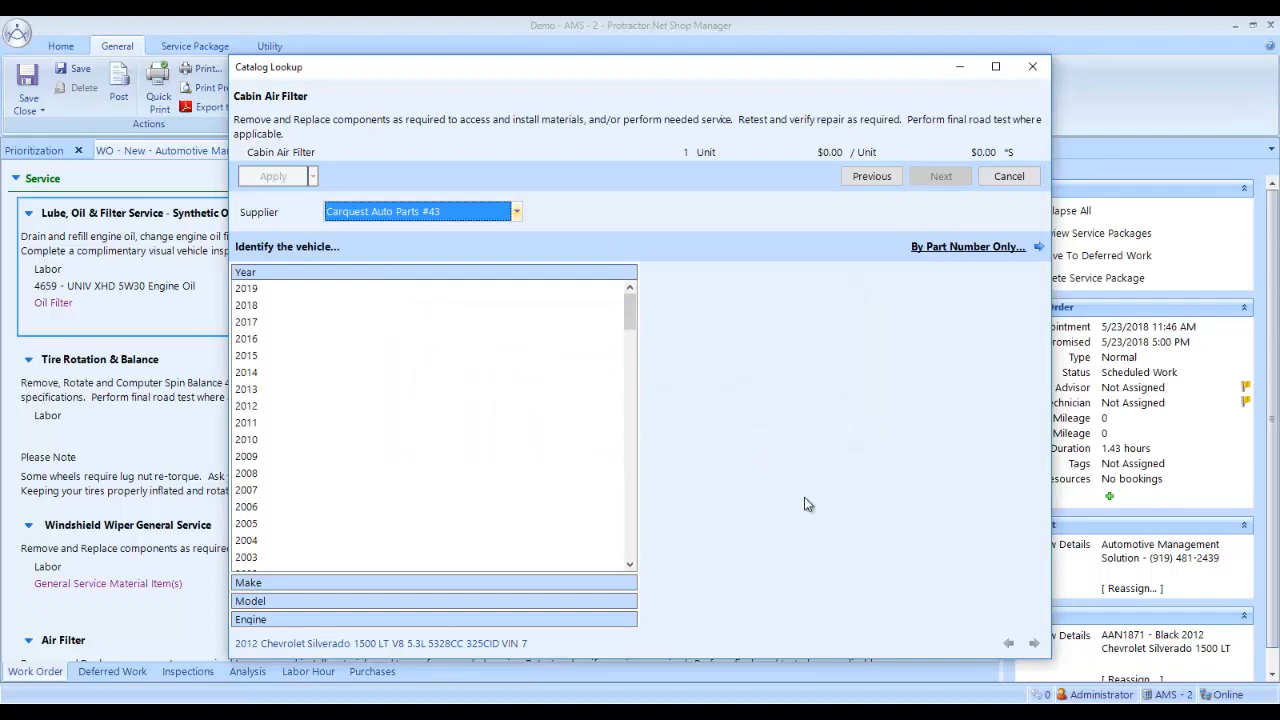 Demo - AMS - 2 - Protractor.Net Shop Manager
Home General Service Package Utility
Save Close
Save
Delete
Post
Quick Print
Print...
Print Pr
Export t
Actions
Prioritization WO - New - Automotive Mar
Service
Lube, Oil & Filter Service - Synthetic O
Drain and refill engine oil, change engine oil fi
Complete a complimentary visual vehicle insp
Labor
4659 - UNIV XHD 5W30 Engine Oil
Oil Filter
Tire Rotation & Balance
Remove, Rotate and Computer Spin Balance 4
specifications. Perform final road test where
Labor
Please Note
Some wheels require lug nut re-torque. Ask
Keeping your tires properly inflated and rotat
Windshield Wiper General Service
Remove and Replace components as require
Labor
General Service Material Item(s)
Air Filter
Catalog Lookup
Cabin Air Filter
Remove and Replace components as required to access and install materials, and/or perform needed service. Retest and verify repair as required. Perform final road test where
applicable.
Cabin Air Filter 1 Unit $0.00 / Unit $0.00 °S
Apply Previous Next Cancel
Supplier Carquest Auto Parts #43
Identify the vehicle... By Part Number Only...
Year
2019
2018
2017
2016
2015
2014
2013
2012
2011
2010
2009
2008
2007
2006
2005
2004
2003
Make
Model
Engine
2012 Chevrolet Silverado 1500 LT V8 5.3L 5328CC 325CID VIN 7
lapse All
iew Service Packages
ve To Deferred Work
ete Service Package
Order
ointment 5/23/2018 11:46 AM
omised 5/23/2018 5:00 PM
Type Normal
Status Scheduled Work
Advisor Not Assigned
chnician Not Assigned
Mileage 0
Mileage 0
Duration 1.43 hours
Tags Not Assigned
esources No bookings
t
w Details Automotive Management
Solution - (919) 481-2439
[ Reassign... ]
w Details AAN1871 - Black 2012
Chevrolet Silverado 1500 LT
[ Reassign... ]
Work Order Deferred Work Inspections Analysis Labor Hour Purchases
0 Administrator AMS - 2 Online